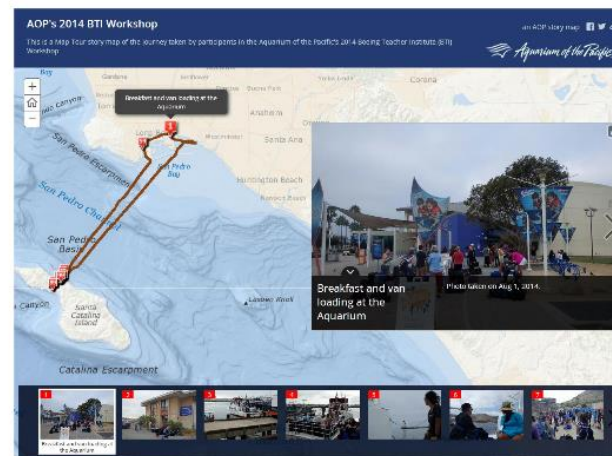 AOP's 2014 BTI Workshop
an AOP story map
This is a Map Tour story map of the journey taken by participants in the Aquarium of the Pacific's 2014 Boeing Teacher Institute (BTI)
Workshop
Aquarium of the Pacific
Bay
Gardena
Corona
Breakfast and van loading at the
Aquarium
Anaheim
Santa Ana
San Pedro Escarpment
San Pedro
Bay
Huntington Beach
San Pedro Channel
San Pedro
Basin
Canyon
Santa
Catalina
Island
Lasuen Knoll
Catalina Escarpment
Breakfast and van
loading at the
Aquarium
Photo taken on Aug 1, 2014.
1
2
3
4
5
6
7
Breakfast and van loading at
the Aquarium